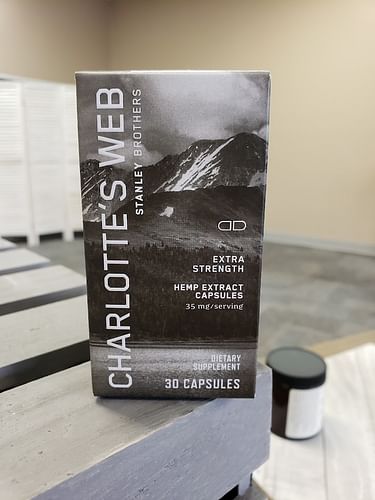 CHARLOTTE'S WEB
STANLEY BROTHERS
EXTRA
STRENGTH
HEMP EXTRACT
CAPSULES
35 mg/serving
DIETARY
SUPPLEMENT
30 CAPSULES